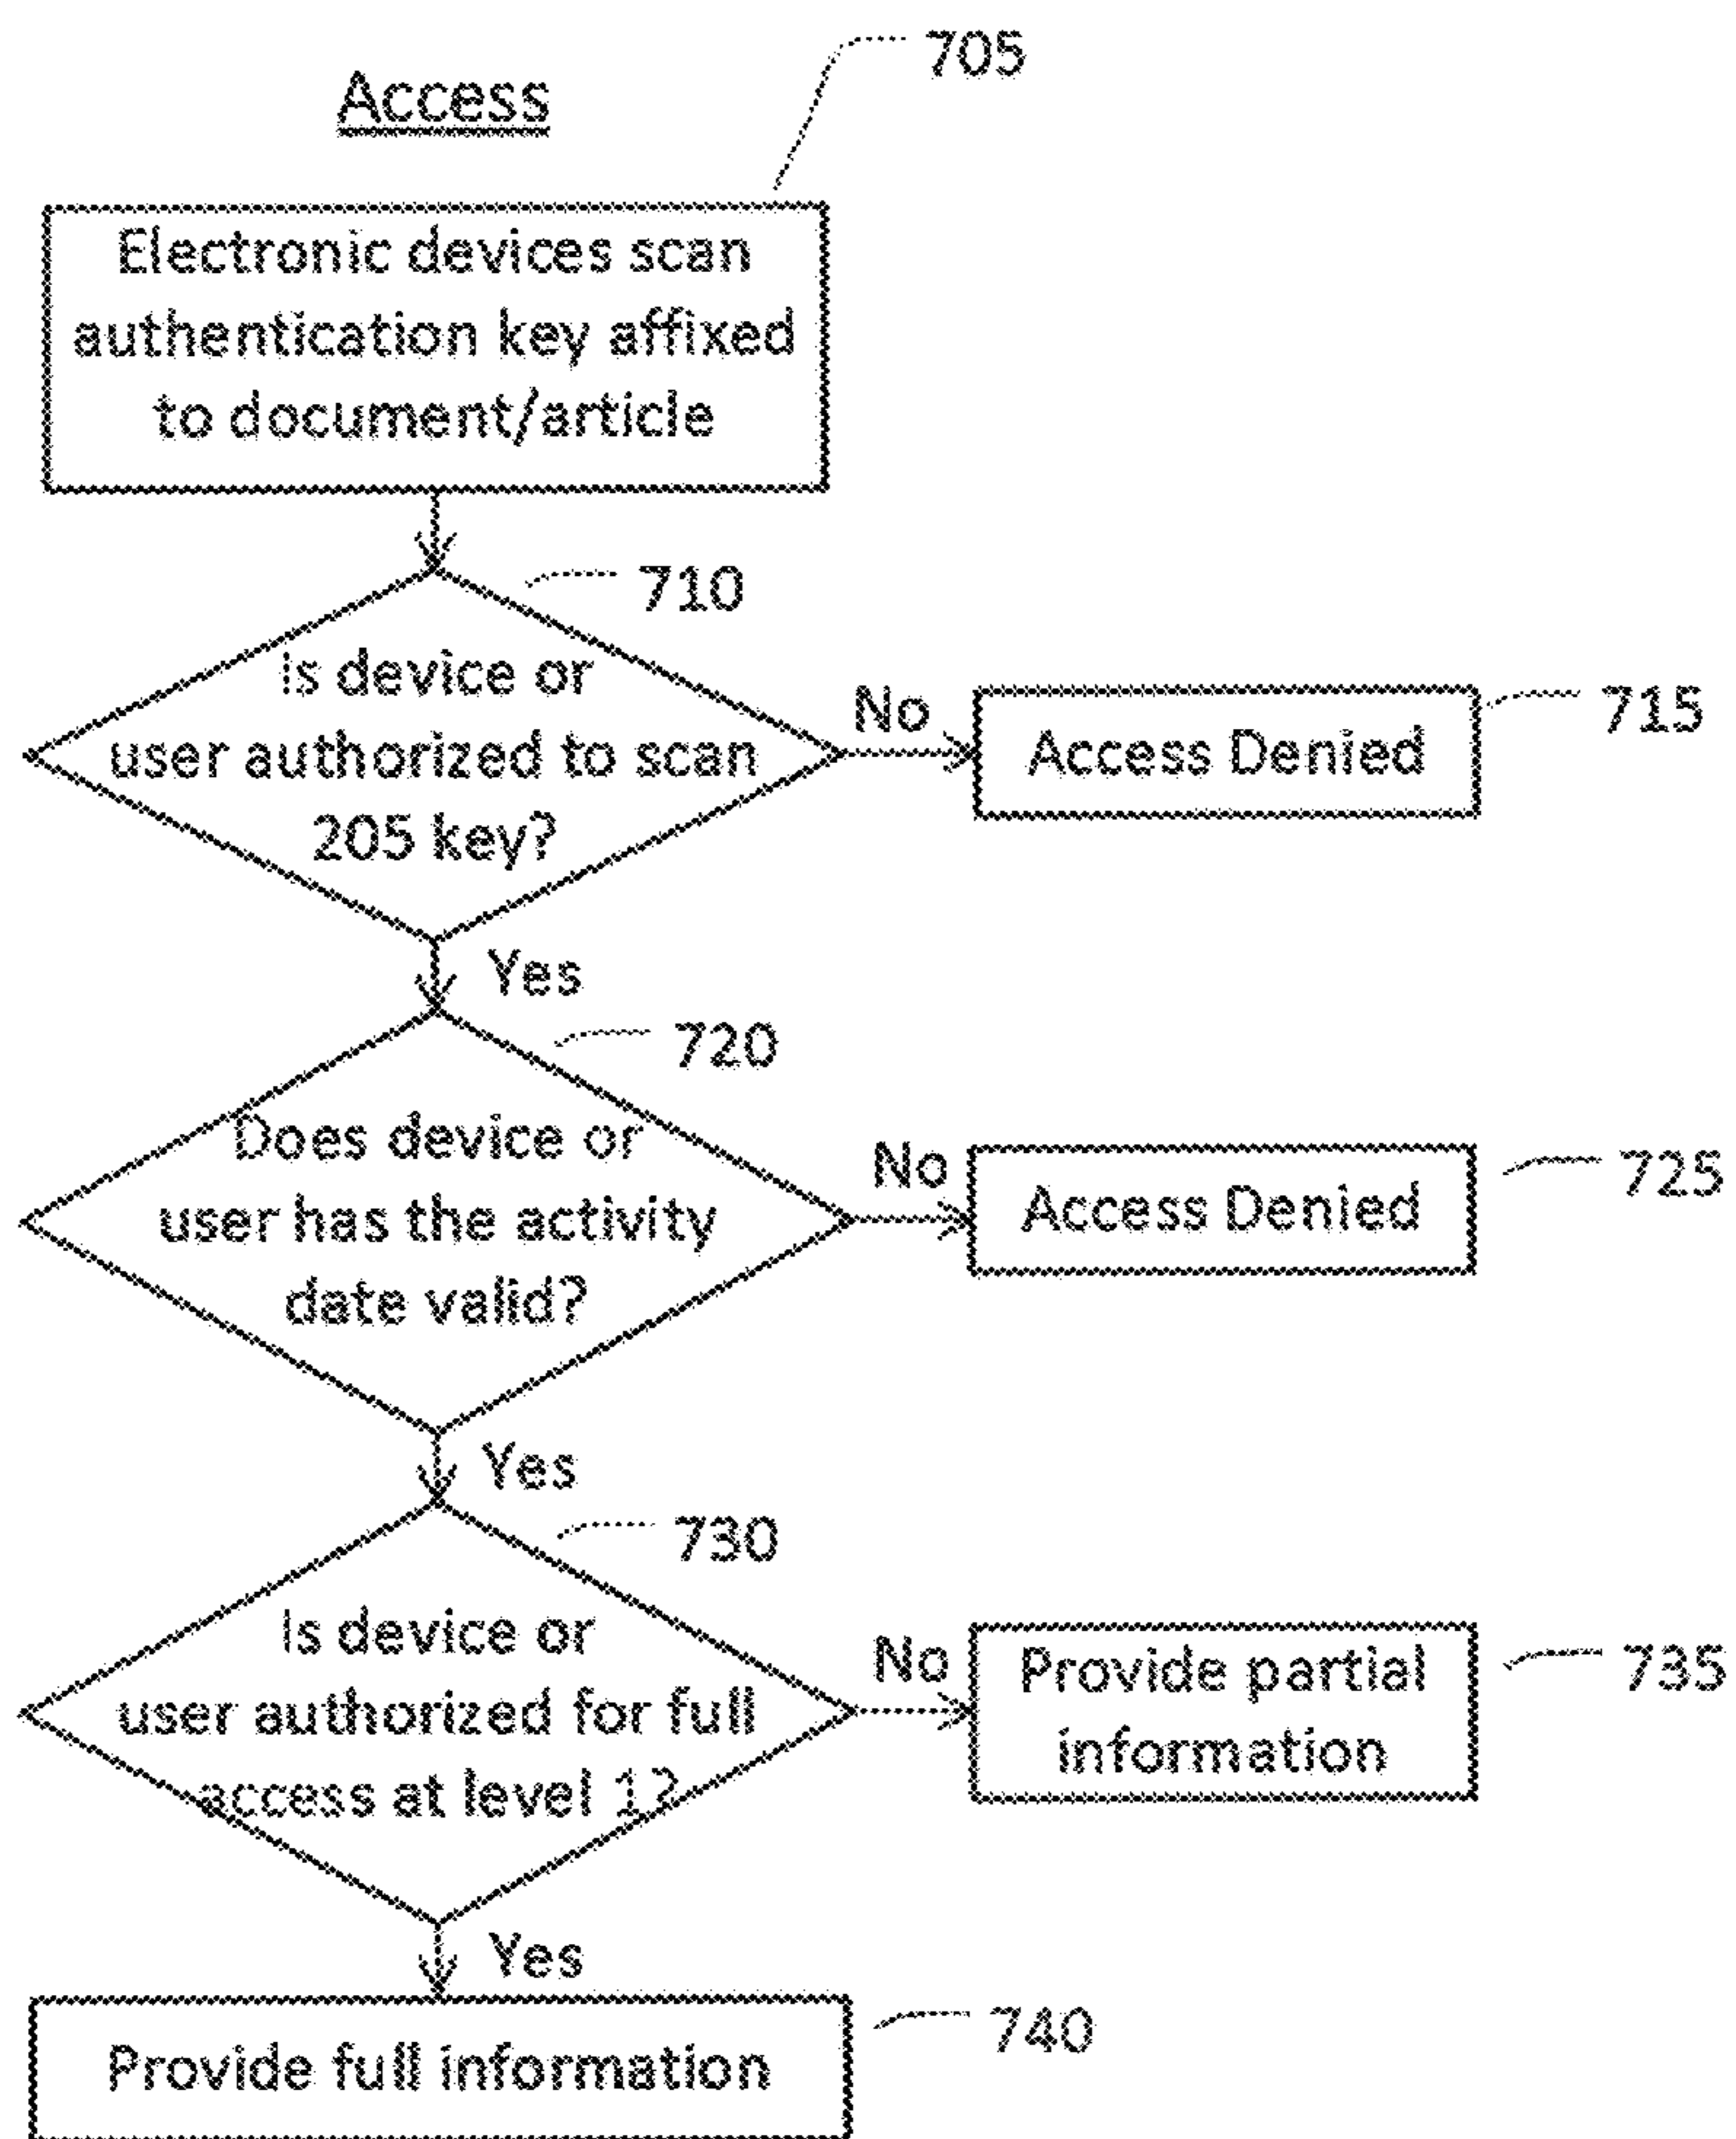 Access
705
Electronic devices scan
authentication key affixed
to document/article
710
Is device or
user authorized to scan
205 key?
No
Access Denied
715
Yes
720
Does device or
user has the activity
date valid?
No
Access Denied
725
Yes
730
Is device or
user authorized for full
access at level 1?
No
Provide partial
information
735
Yes
Provide full information
740